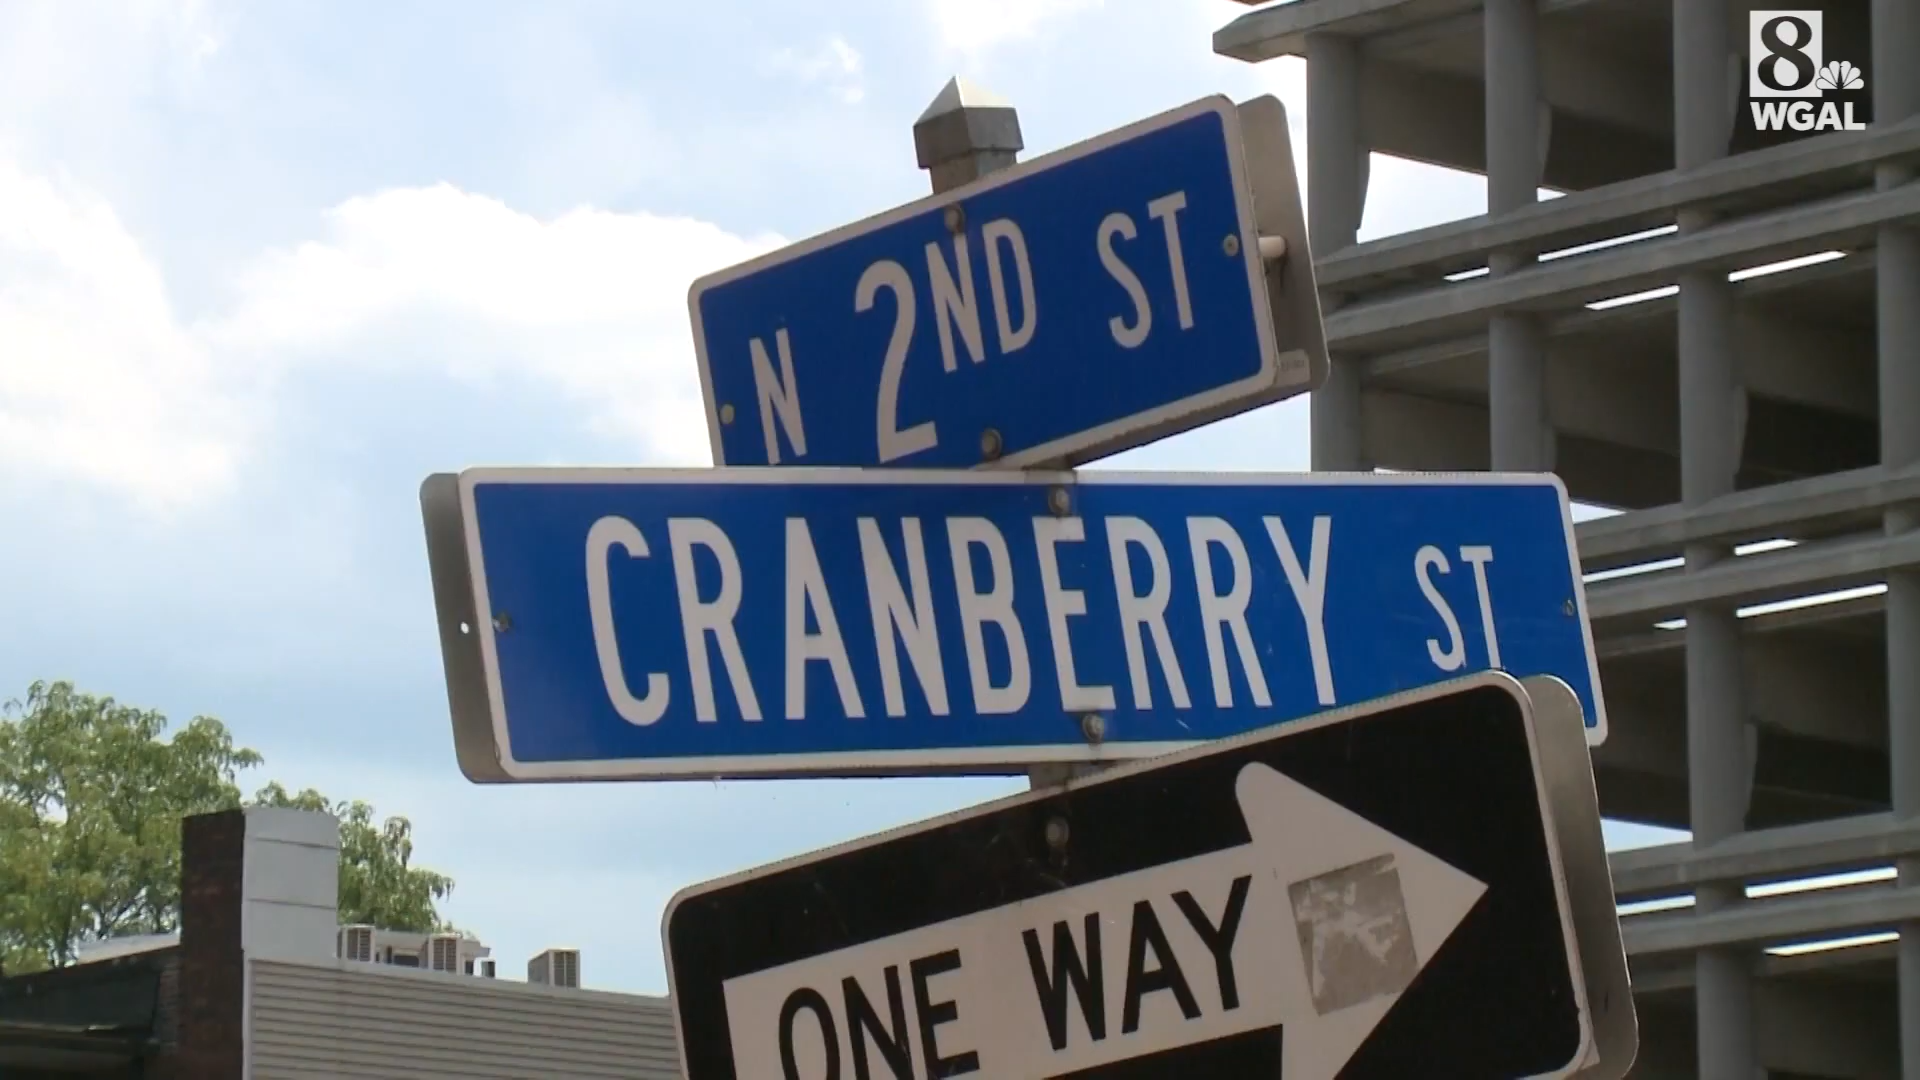 8
WGAL
N 2ND ST
CRANBERRY ST
ONE WAY